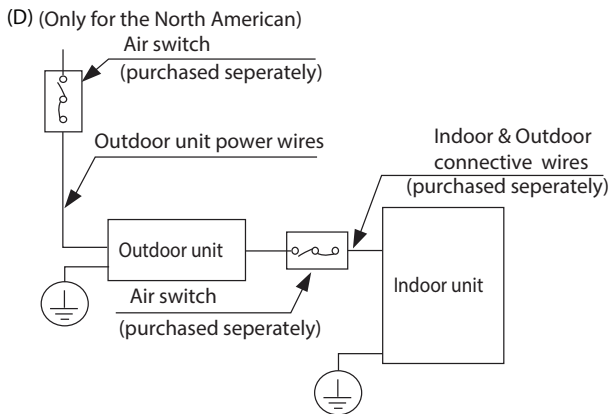 (D) (Only for the North American)
Air switch
(purchased seperately)
Outdoor unit power wires
Indoor & Outdoor
connective wires
(purchased seperately)
Outdoor unit
Indoor unit
Air switch
(purchased seperately)